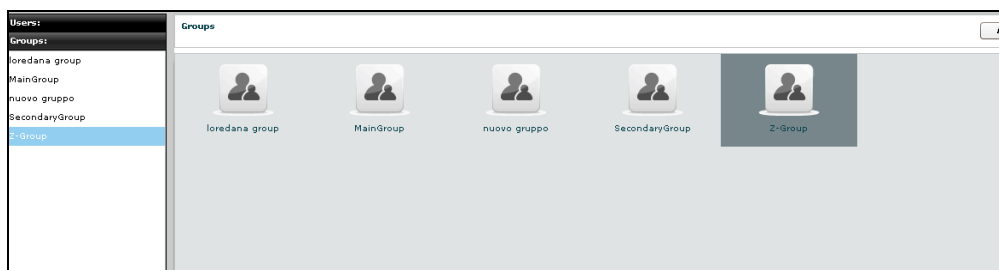 Users:
Groups:
loredana group
MainGroup
nuovo gruppo
SecondaryGroup
Z-Group
Groups
loredana group
MainGroup
nuovo gruppo
SecondaryGroup
Z-Group